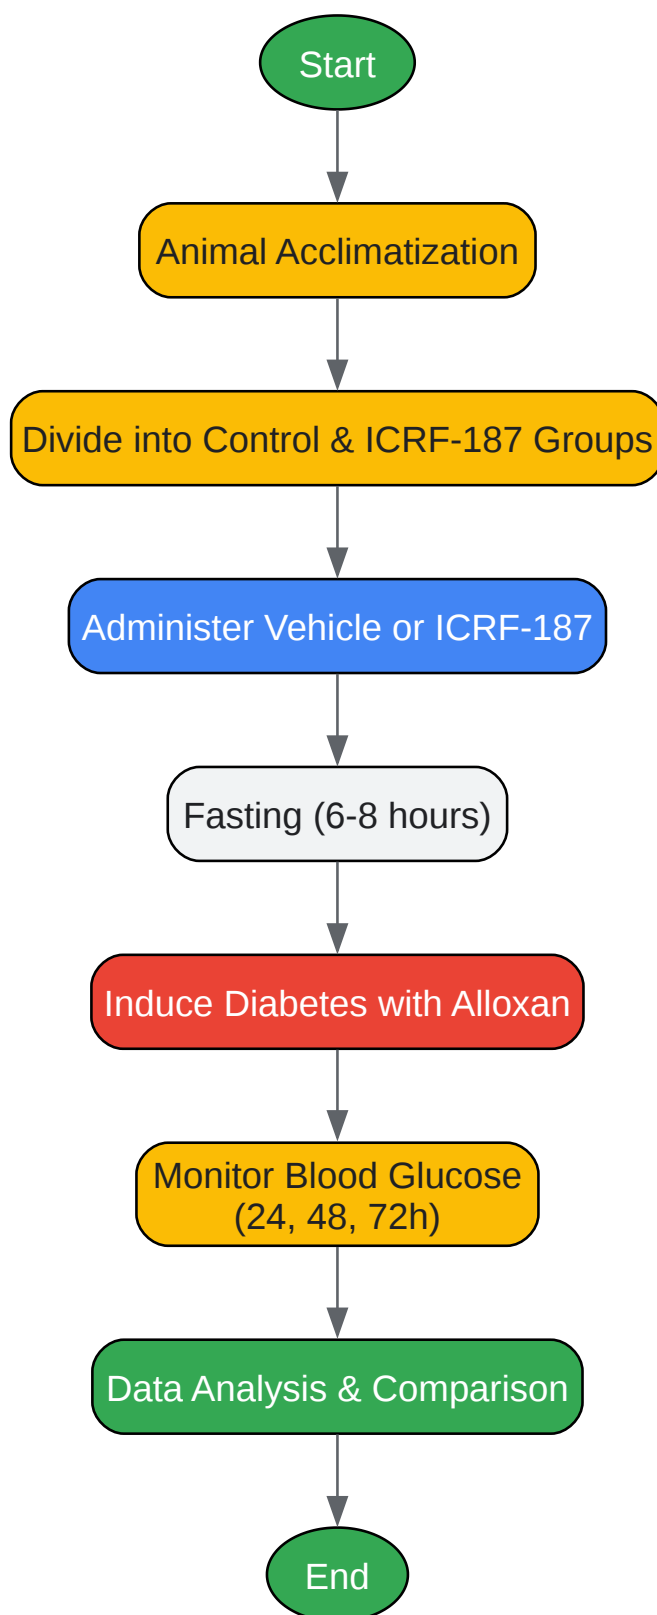 Start
Animal Acclimatization
Divide into Control & ICRF-187 Groups
Administer Vehicle or ICRF-187
Fasting (6-8 hours)
Induce Diabetes with Alloxan
Monitor Blood Glucose
(24, 48, 72h)
Data Analysis & Comparison
End